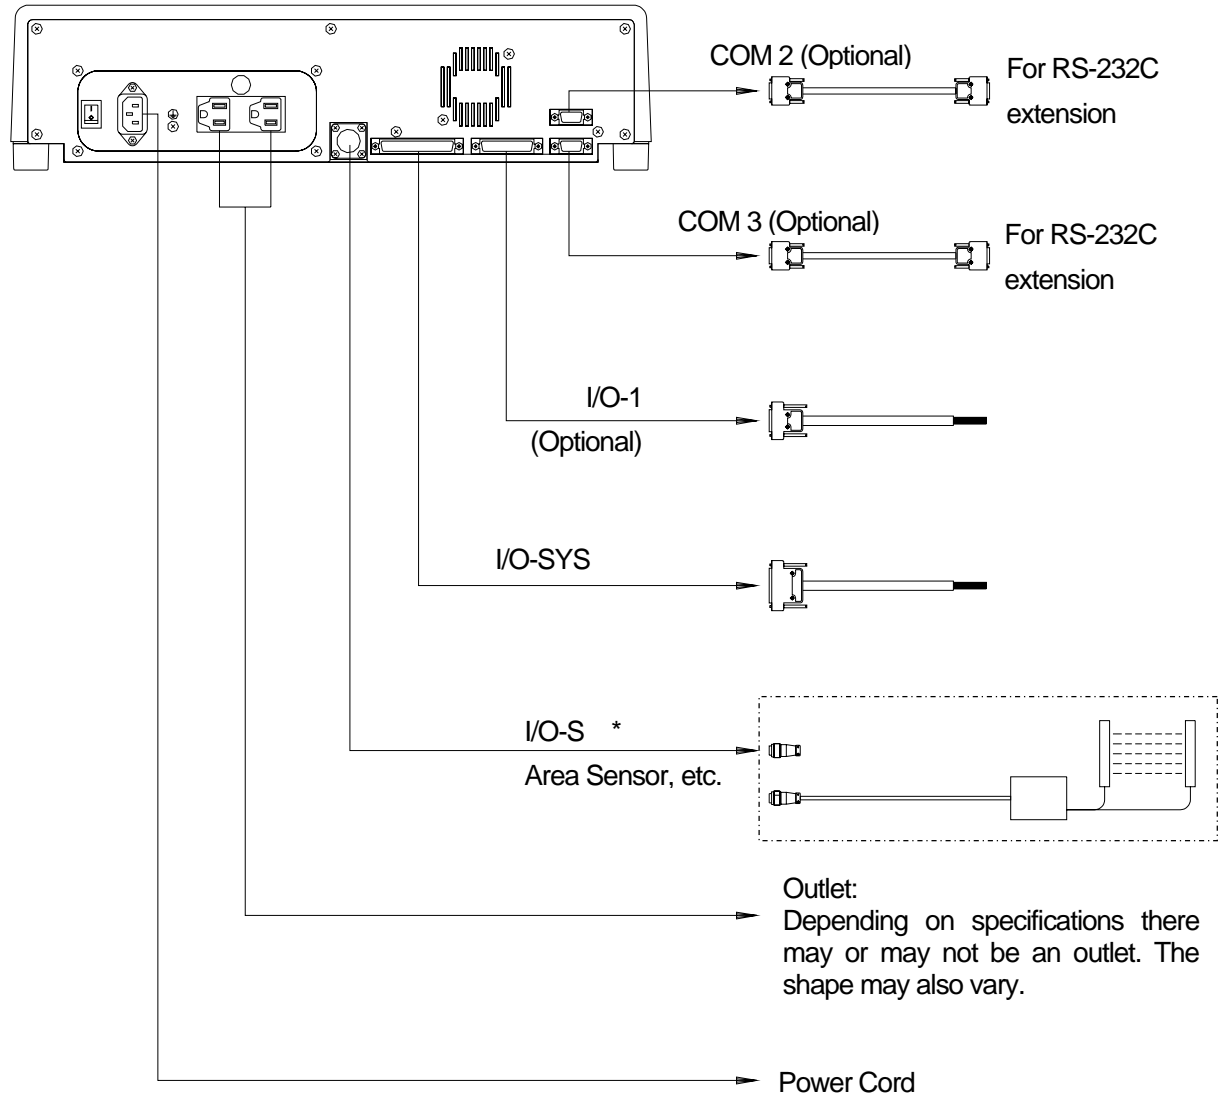 COM 2 (Optional)
For RS-232C
extension
COM 3 (Optional)
For RS-232C
extension
I/O-1
(Optional)
I/O-SYS
I/O-S *
Area Sensor, etc.
Outlet:
Depending on specifications there
may or may not be an outlet. The
shape may also vary.
Power Cord